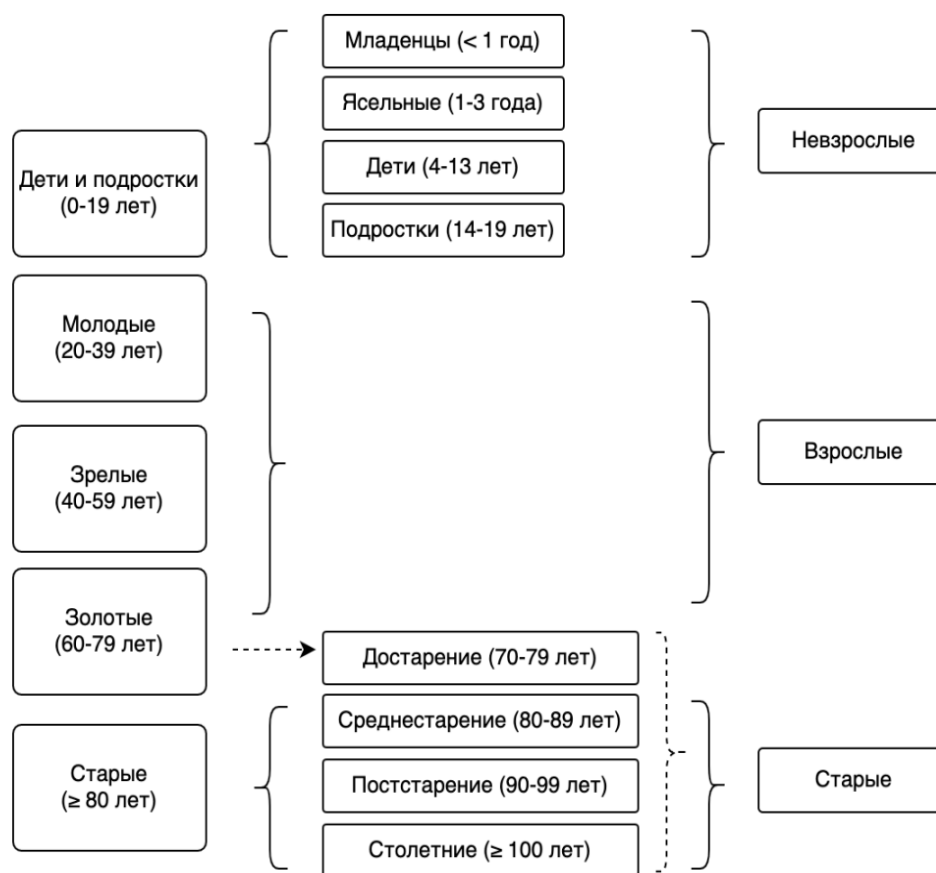 Младенцы (< 1 год)
Ясельные (1-3 года)
Дети (4-13 лет)
Подростки (14-19 лет)
Дети и подростки
(0-19 лет)
Невзрослые
Молодые
(20-39 лет)
Зрелые
(40-59 лет)
Взрослые
Золотые
(60-79 лет)
Достарение (70-79 лет)
Среднестарение (80-89 лет)
Постстарение (90-99 лет)
Столетние (≥ 100 лет)
Старые
(≥ 80 лет)
Старые